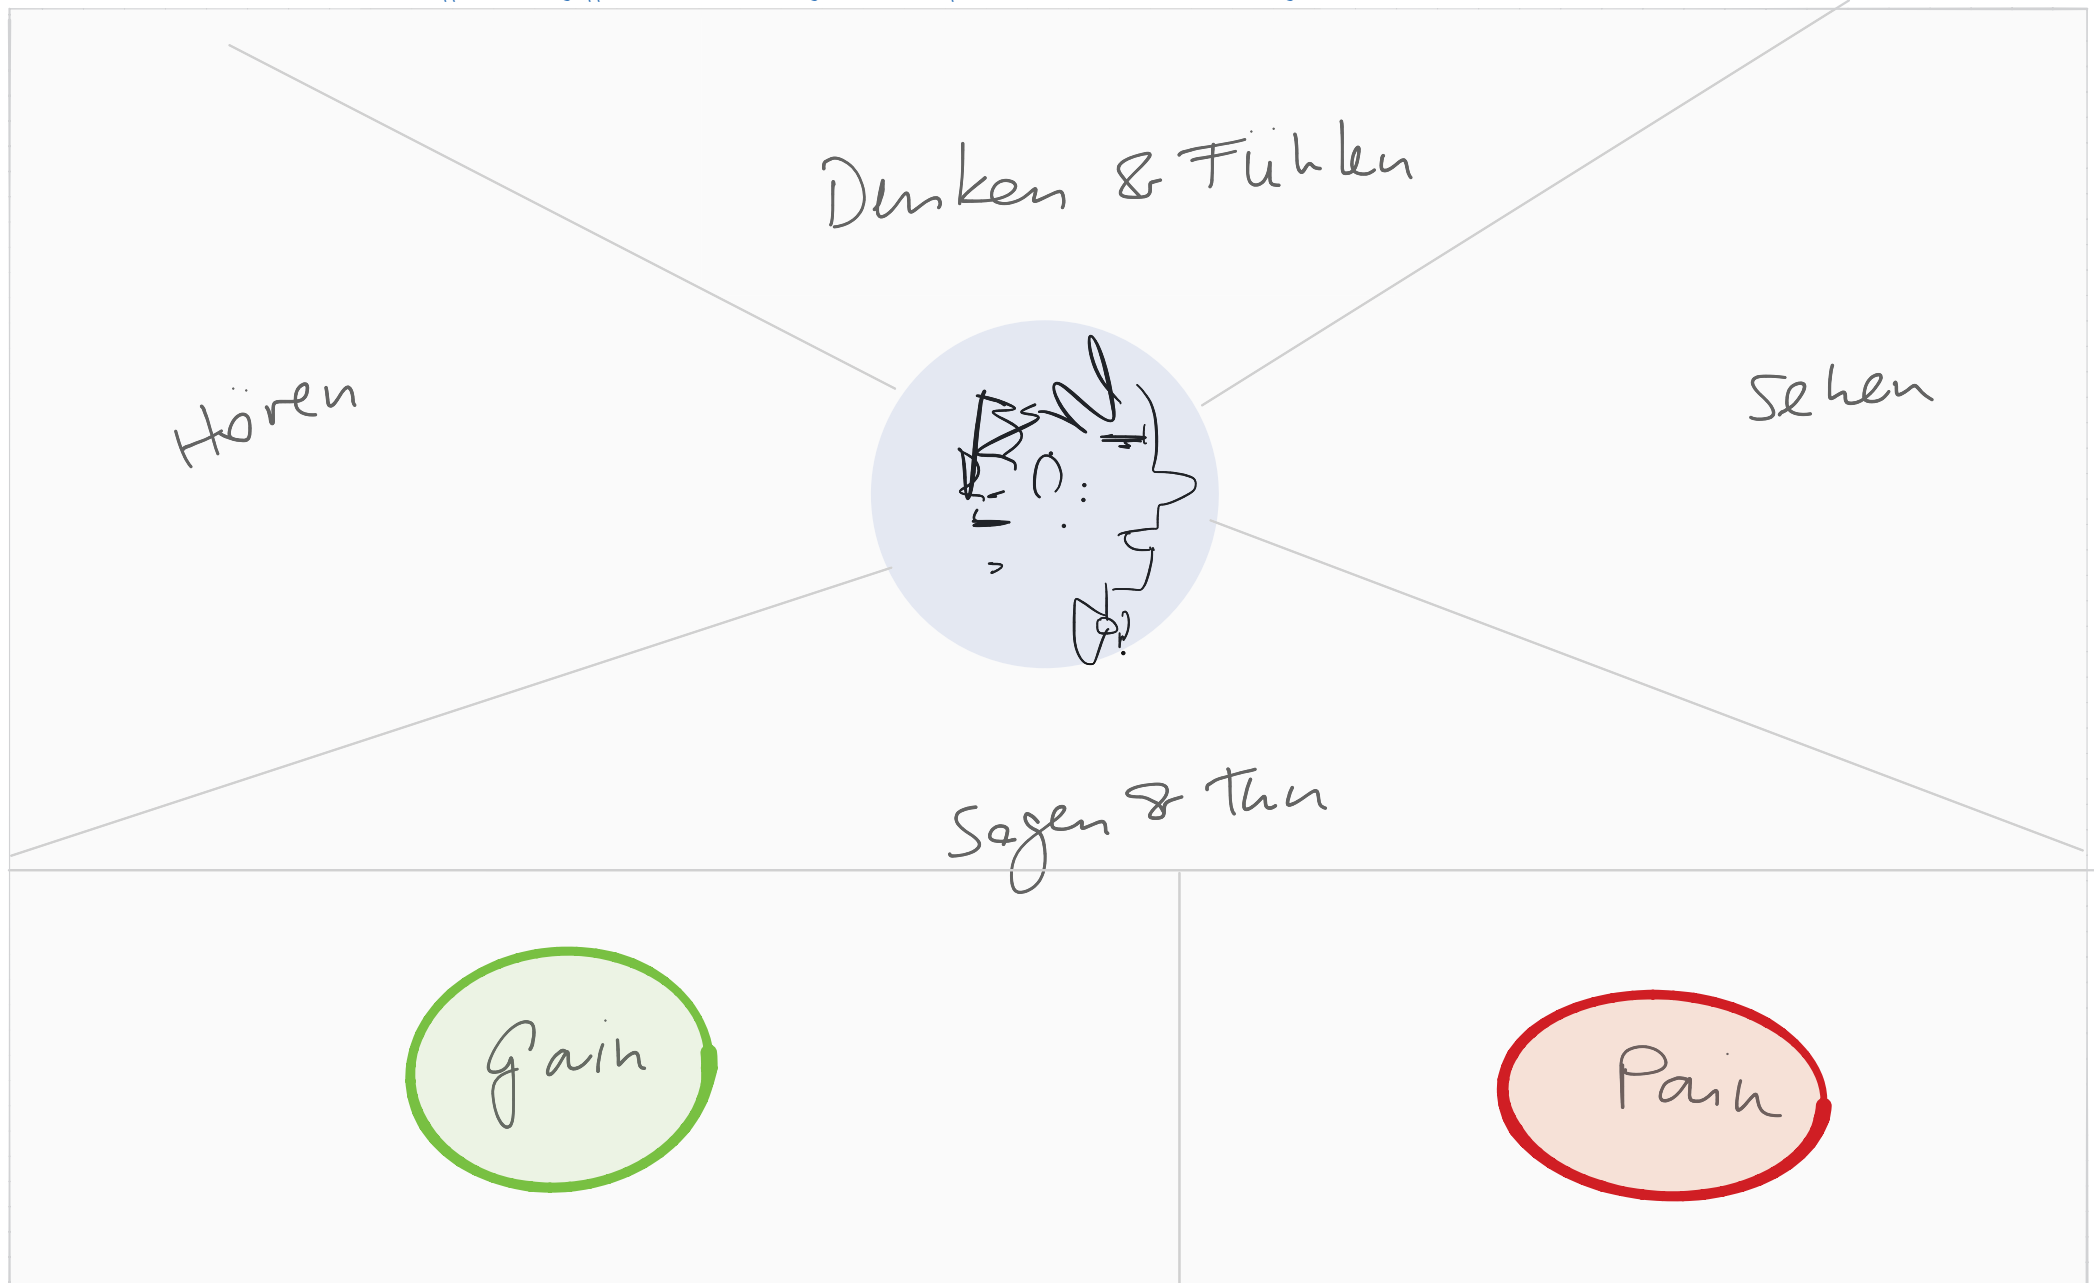 Denken & Fühlen
Hören
Sehen
Sagen & Tun
Gain
Pain